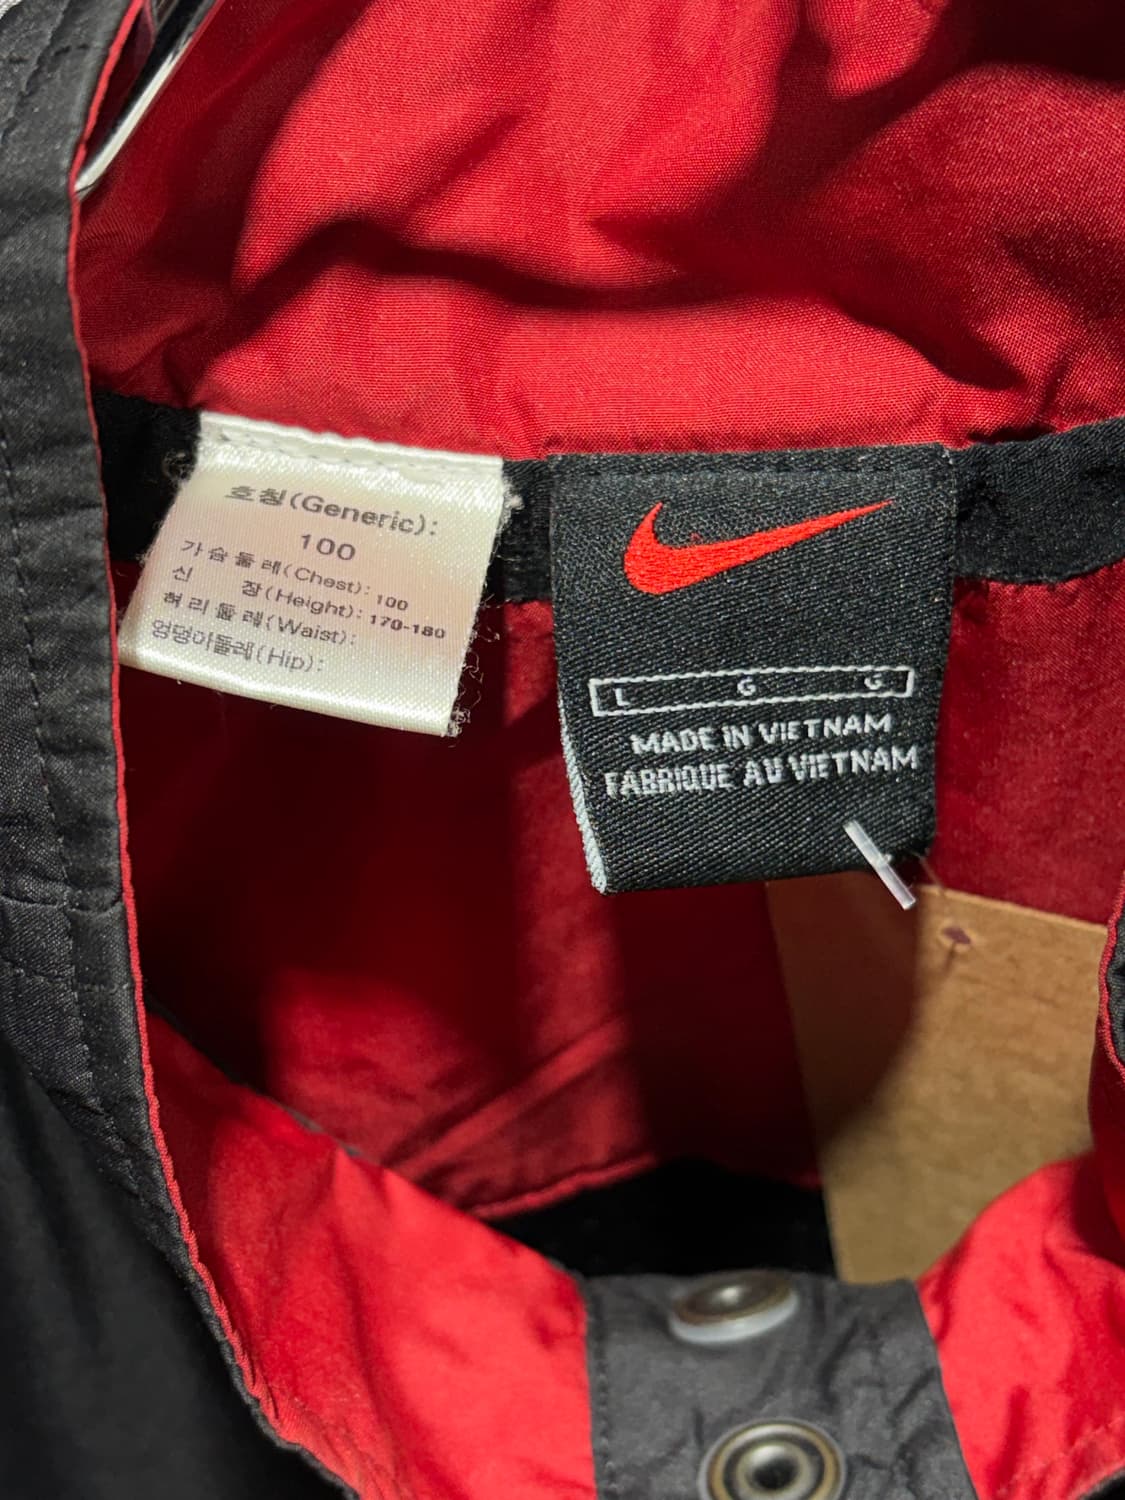 호칭(Generic):
100
가슴둘레(Chest): 100
신 장(Height): 170-180
허리둘레(Waist):
엉덩이둘레(Hip):
L G G
MADE IN VIETNAM
FABRIQUE AU VIETNAM